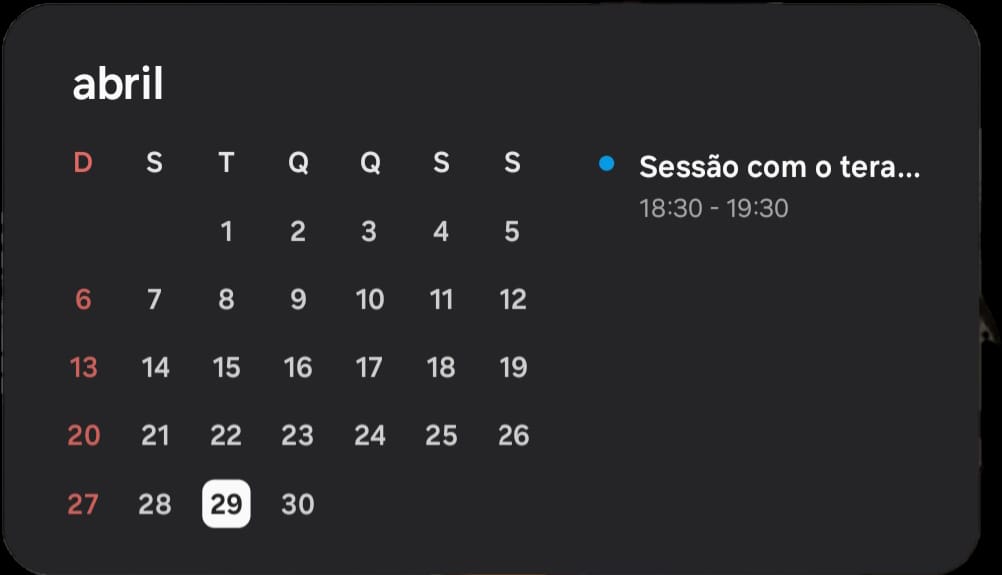 abril
D S T Q Q S S
1 2 3 4 5
6 7 8 9 10 11 12
13 14 15 16 17 18 19
20 21 22 23 24 25 26
27 28 29 30
Sessão com o tera...
18:30 - 19:30